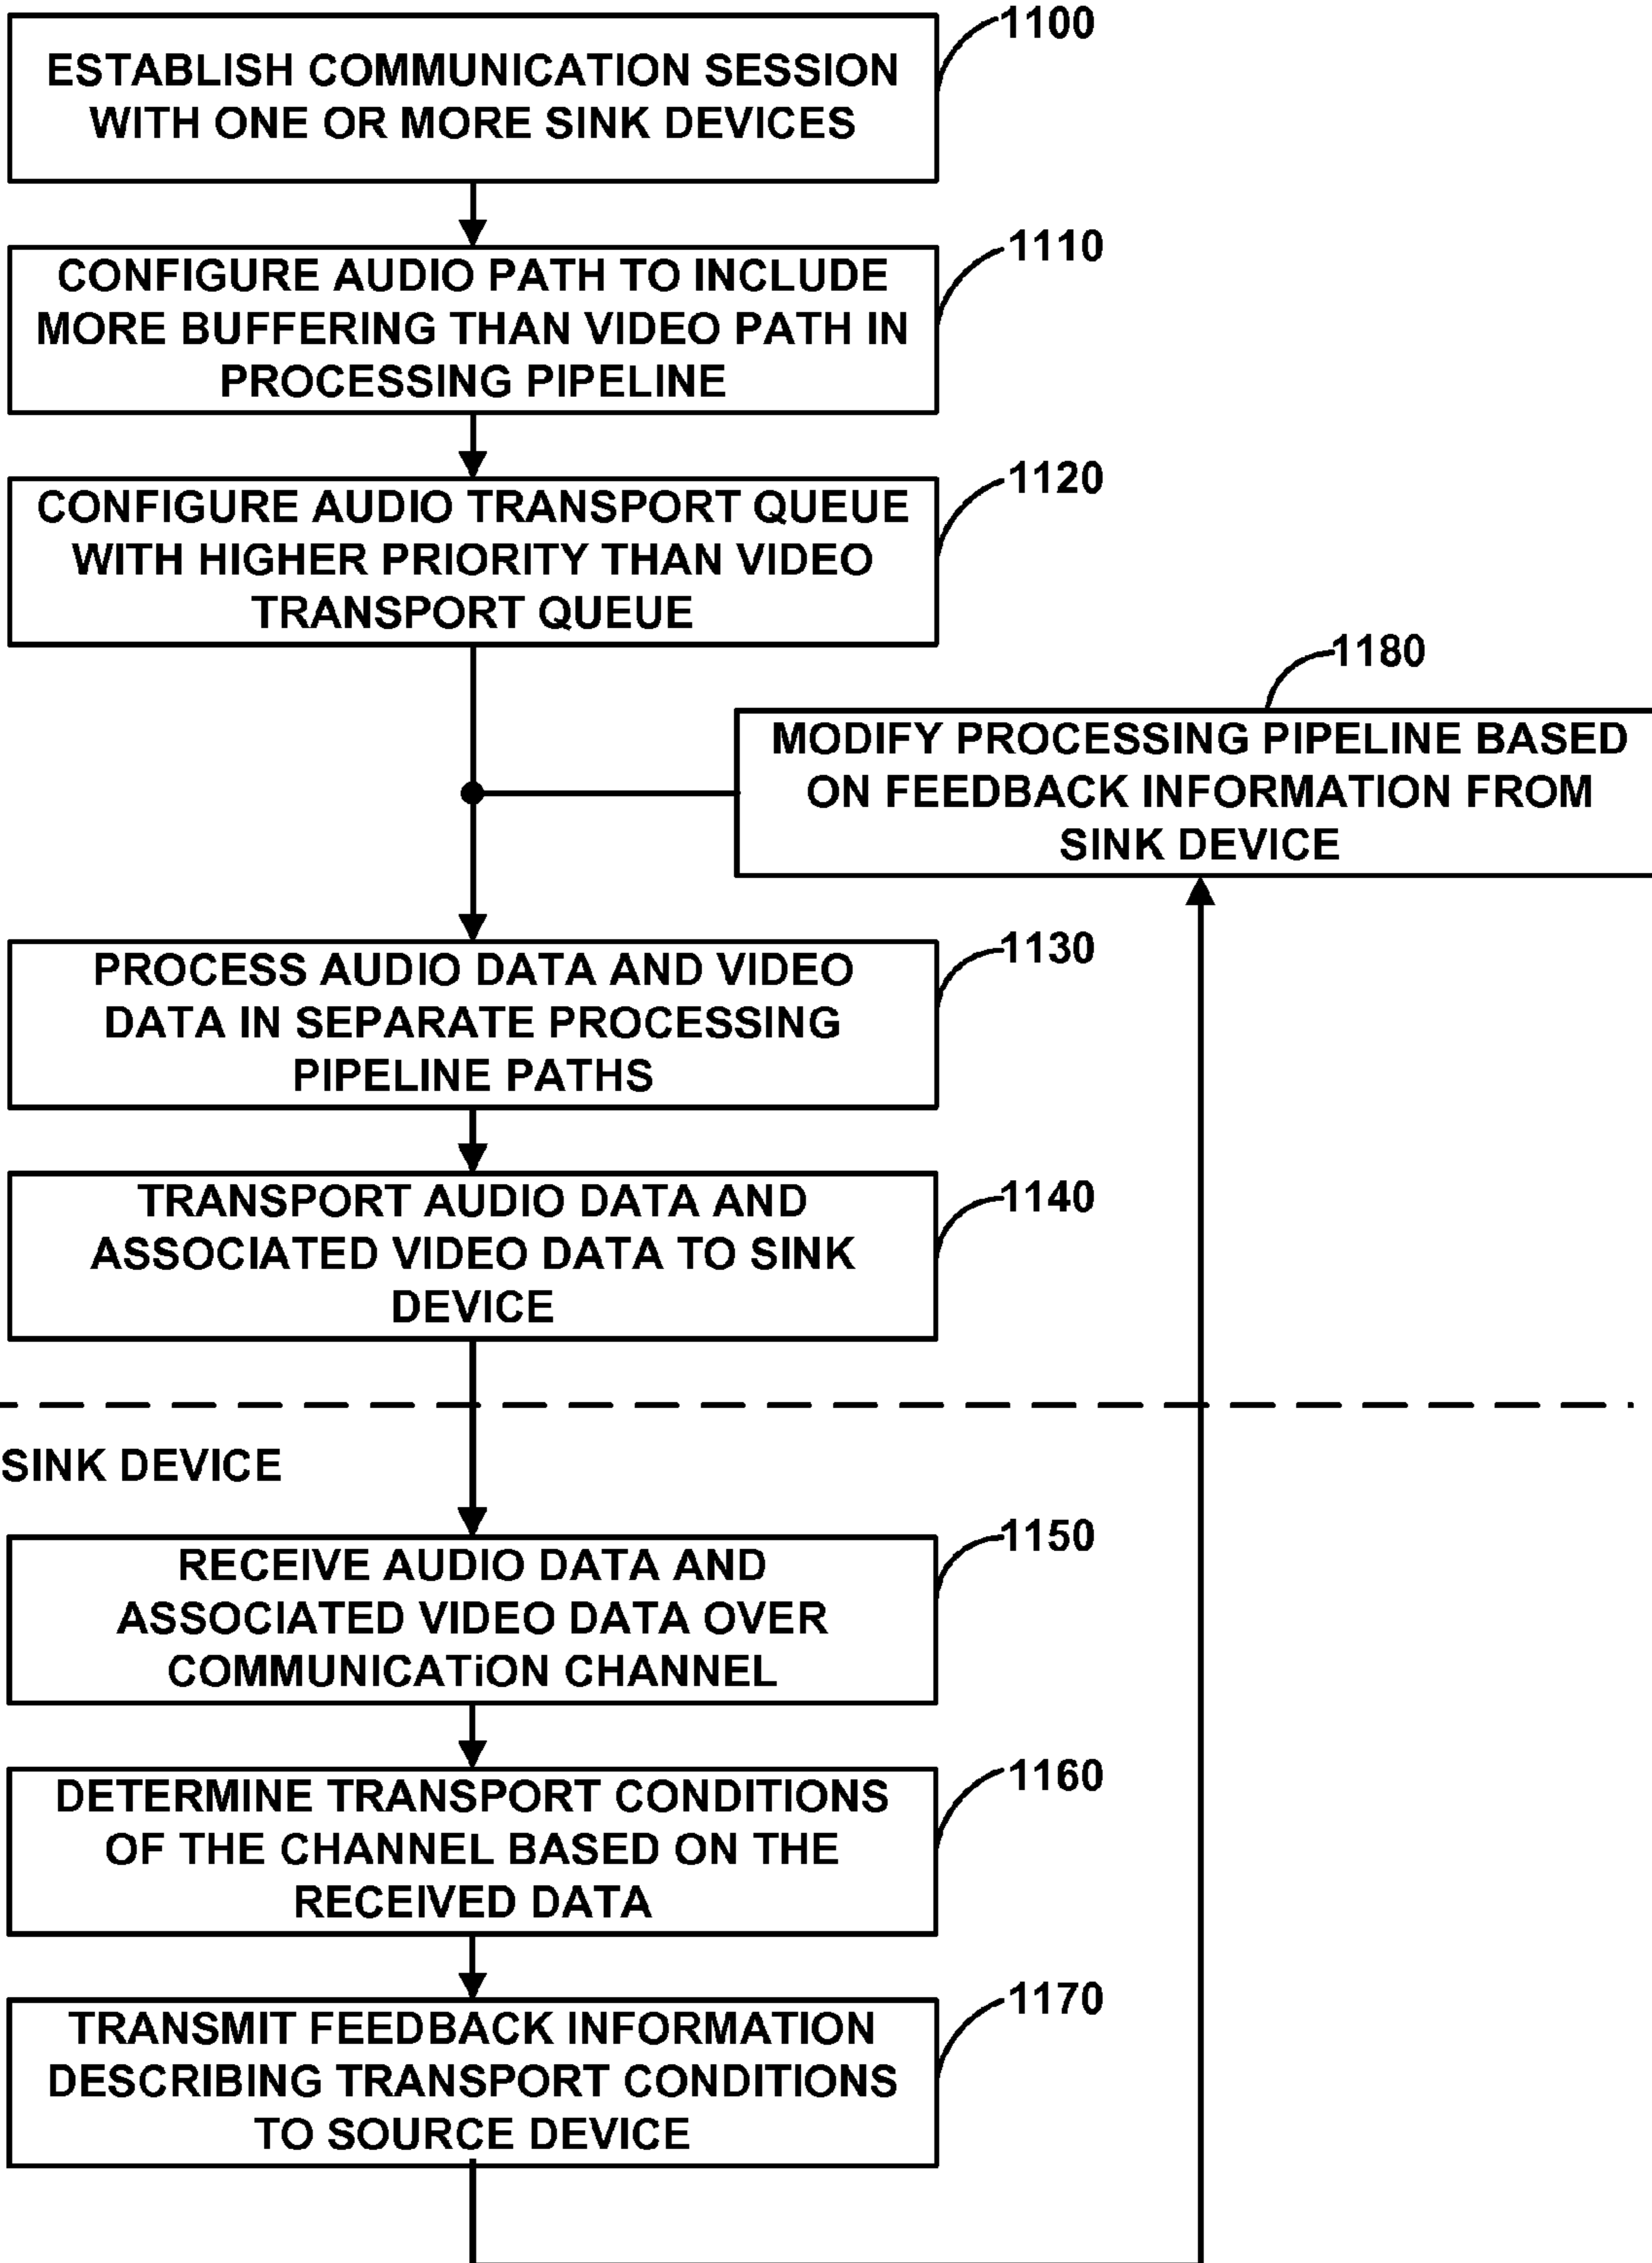 1100
ESTABLISH COMMUNICATION SESSION
WITH ONE OR MORE SINK DEVICES
1110
CONFIGURE AUDIO PATH TO INCLUDE
MORE BUFFERING THAN VIDEO PATH IN
PROCESSING PIPELINE
1120
CONFIGURE AUDIO TRANSPORT QUEUE
WITH HIGHER PRIORITY THAN VIDEO
TRANSPORT QUEUE
1180
MODIFY PROCESSING PIPELINE BASED
ON FEEDBACK INFORMATION FROM
SINK DEVICE
1130
PROCESS AUDIO DATA AND VIDEO
DATA IN SEPARATE PROCESSING
PIPELINE PATHS
1140
TRANSPORT AUDIO DATA AND
ASSOCIATED VIDEO DATA TO SINK
DEVICE
SINK DEVICE
1150
RECEIVE AUDIO DATA AND
ASSOCIATED VIDEO DATA OVER
COMMUNICATiON CHANNEL
1160
DETERMINE TRANSPORT CONDITIONS
OF THE CHANNEL BASED ON THE
RECEIVED DATA
1170
TRANSMIT FEEDBACK INFORMATION
DESCRIBING TRANSPORT CONDITIONS
TO SOURCE DEVICE